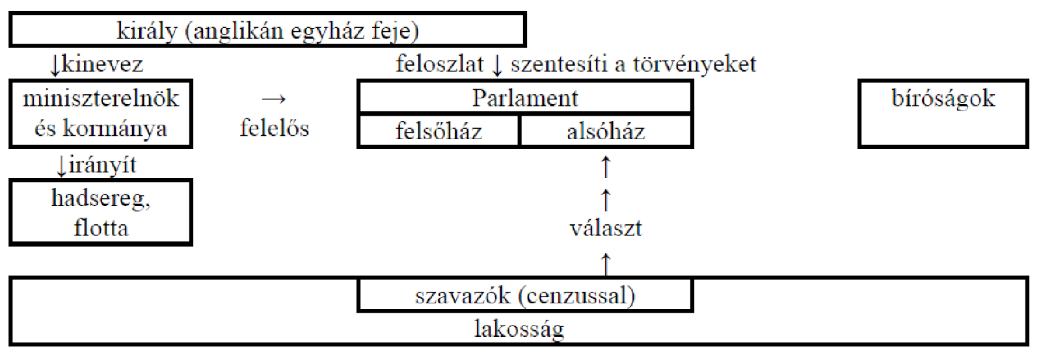 király (anglikán egyház feje)
↓kinevez feloszlat ↓ szentesíti a törvényeket
miniszterelnök → Parlament bíróságok
és kormánya felelős felsőház alsóház
↓irányít ↑
hadsereg, ↑
flotta választ
↑
szavazók (cenzussal)
lakosság